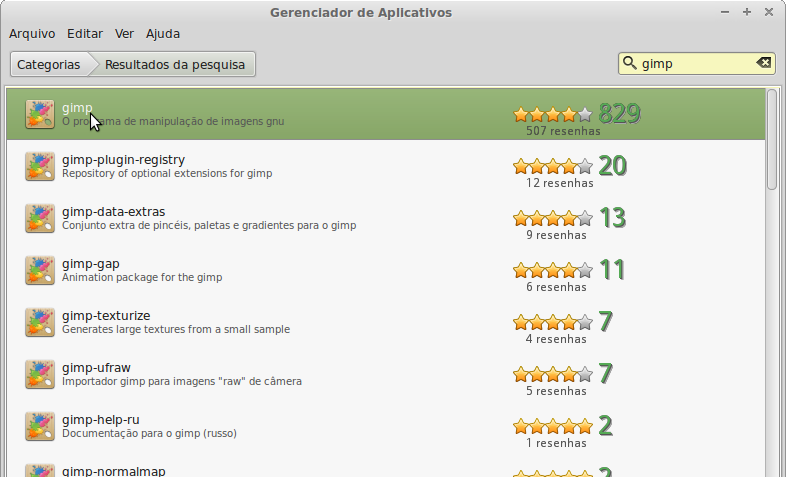 Gerenciador de Aplicativos
Arquivo Editar Ver Ajuda
Categorias Resultados da pesquisa gimp
gimp 829
O programa de manipulação de imagens gnu
507 resenhas
gimp-plugin-registry 20
Repository of optional extensions for gimp
12 resenhas
gimp-data-extras 13
Conjunto extra de pincéis, paletas e gradientes para o gimp
9 resenhas
gimp-gap 11
Animation package for the gimp
6 resenhas
gimp-texturize 7
Generates large textures from a small sample
4 resenhas
gimp-ufraw 7
Importador gimp para imagens "raw" de câmera
5 resenhas
gimp-help-ru 2
Documentação para o gimp (russo)
1 resenhas
gimp-normalmap